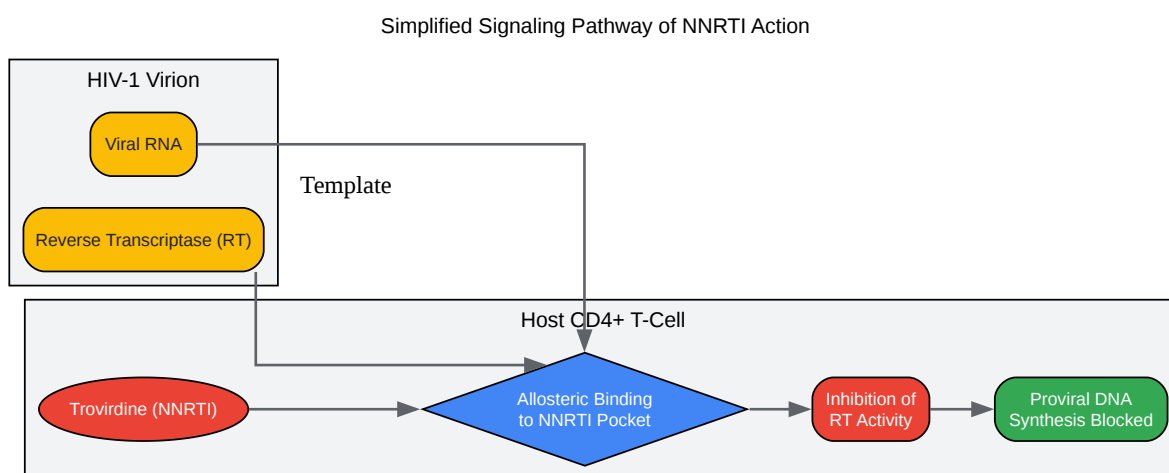 Simplified Signaling Pathway of NNRTI Action
HIV-1 Virion
Viral RNA
Template
Reverse Transcriptase (RT)
Host CD4+ T-Cell
Trovirdine (NNRTI)
Allosteric Binding
to NNRTI Pocket
Inhibition of
RT Activity
Proviral DNA
Synthesis Blocked